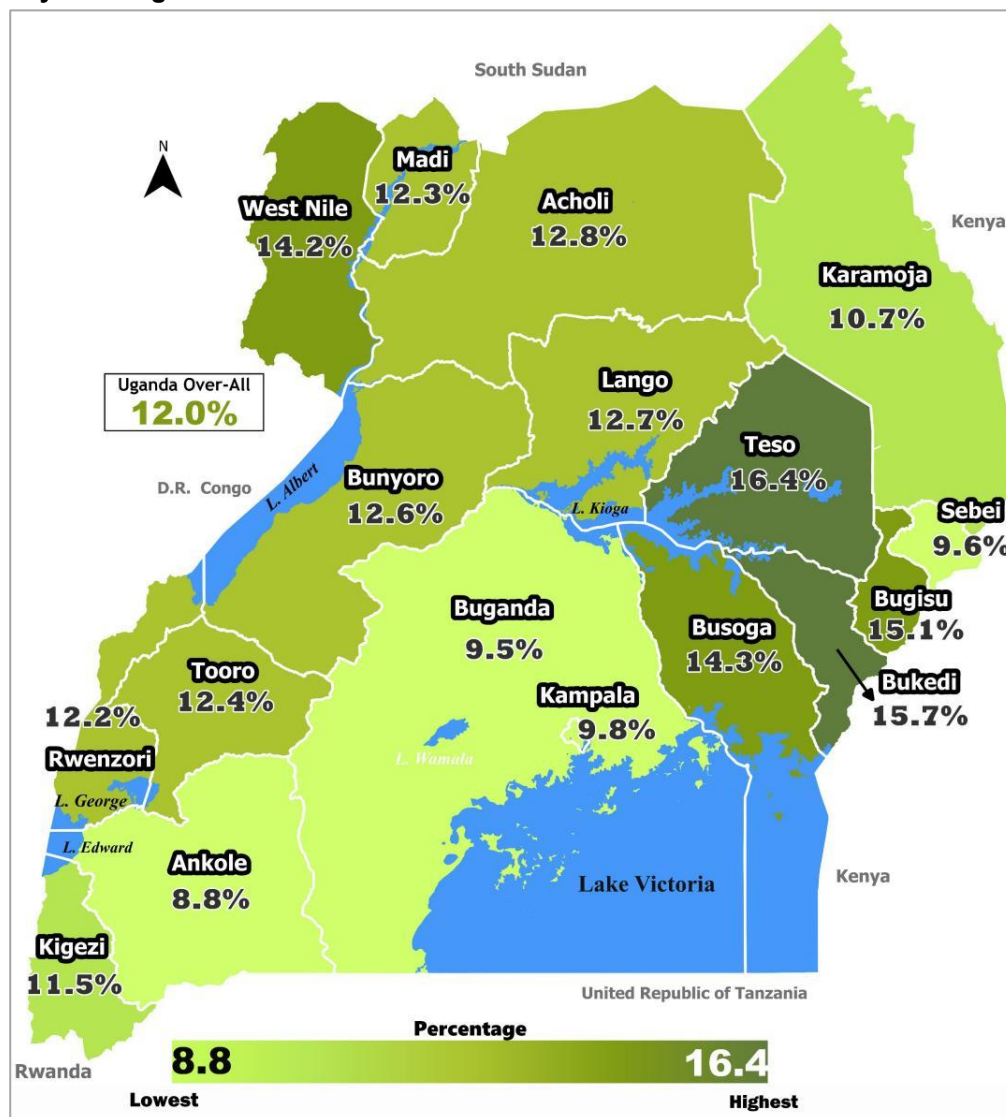 South Sudan
N
Madi
12.3%
West Nile
14.2%
Acholi
12.8%
Kenya
Karamoja
10.7%
Uganda Over-All
12.0%
Lango
12.7%
Teso
16.4%
L. Albert
D.R. Congo
Bunyoro
12.6%
L. Kioga
Sebei
9.6%
Buganda
9.5%
Busoga
14.3%
Bugisu
15.1%
Tooro
12.4%
Kampala
9.8%
Bukedi
15.7%
12.2%
Rwenzori
L. Wamala
L. George
L. Edward
Ankole
8.8%
Lake Victoria
Kenya
Kigezi
11.5%
United Republic of Tanzania
Percentage
8.8
16.4
Rwanda
Lowest
Highest